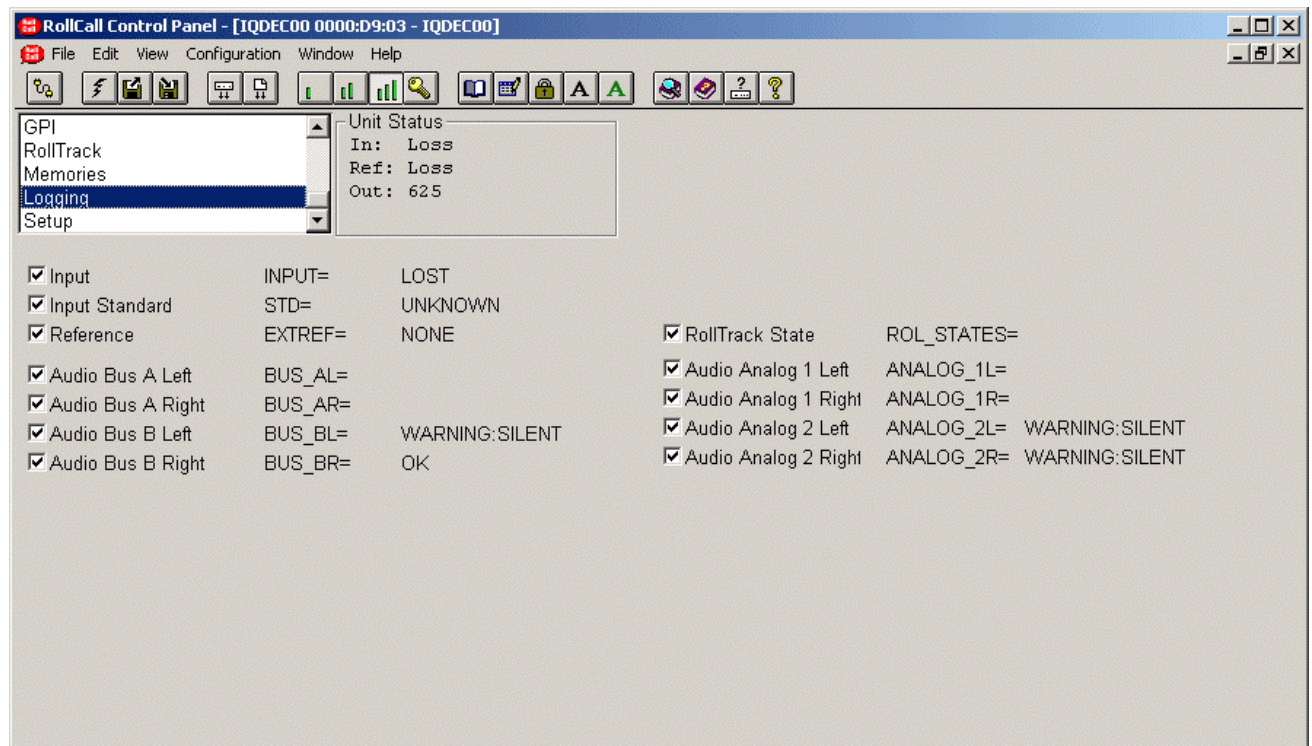 RollCall Control Panel - [IQDEC00 0000:D9:03 - IQDEC00]
File Edit View Configuration Window Help
GPI
RollTrack
Memories
Logging
Setup
Unit Status
In: Loss
Ref: Loss
Out: 625
Input INPUT= LOST
Input Standard STD= UNKNOWN
Reference EXTREF= NONE
Audio Bus A Left BUS_AL=
Audio Bus A Right BUS_AR=
Audio Bus B Left BUS_BL= WARNING:SILENT
Audio Bus B Right BUS_BR= OK
RollTrack State ROL_STATES=
Audio Analog 1 Left ANALOG_1L=
Audio Analog 1 Right ANALOG_1R=
Audio Analog 2 Left ANALOG_2L= WARNING:SILENT
Audio Analog 2 Right ANALOG_2R= WARNING:SILENT